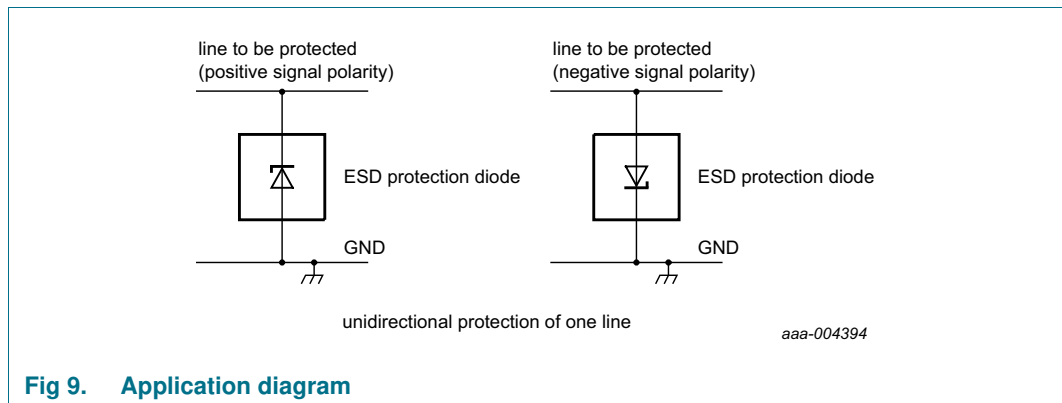 line to be protected
(positive signal polarity)
line to be protected
(negative signal polarity)
ESD protection diode
ESD protection diode
GND
GND
unidirectional protection of one line
aaa-004394
Fig 9. Application diagram